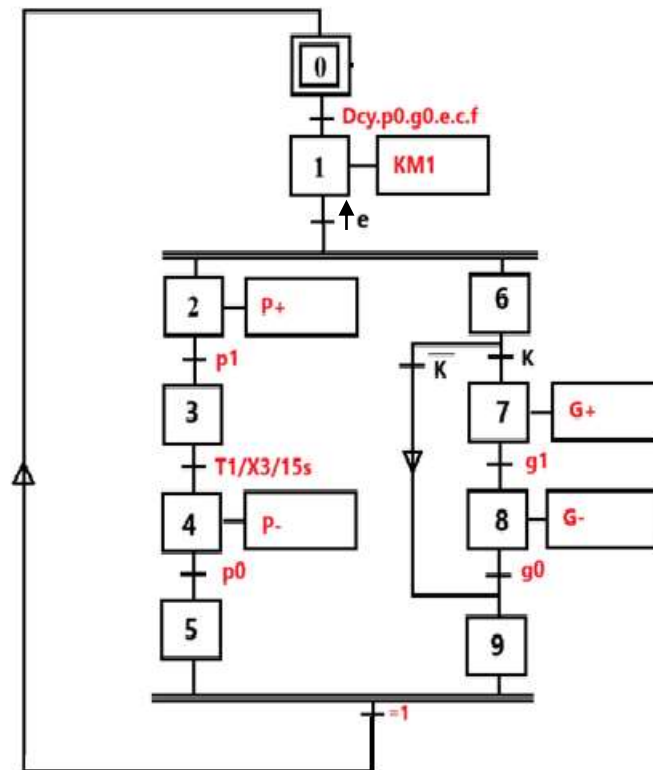 0
Dcy.p0.g0.e.c.f
1
KM1
↑ e
2
P+
6
p1
K
K
3
7
G+
T1/X3/15s
g1
4
P-
8
G-
p0
g0
5
9
=1